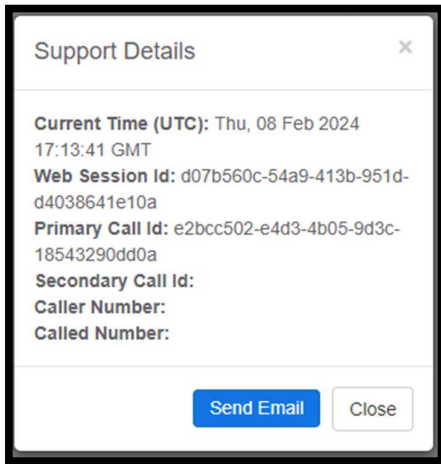 Support Details ×
Current Time (UTC): Thu, 08 Feb 2024
17:13:41 GMT
Web Session Id: d07b560c-54a9-413b-951d-
d4038641e10a
Primary Call Id: e2bcc502-e4d3-4b05-9d3c-
18543290dd0a
Secondary Call Id:
Caller Number:
Called Number:
Send Email Close